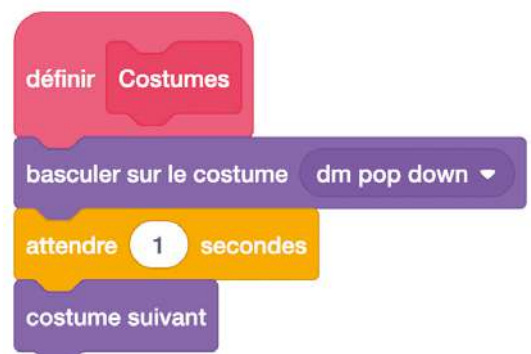 définir Costumes
basculer sur le costume dm pop down
attendre 1 secondes
costume suivant